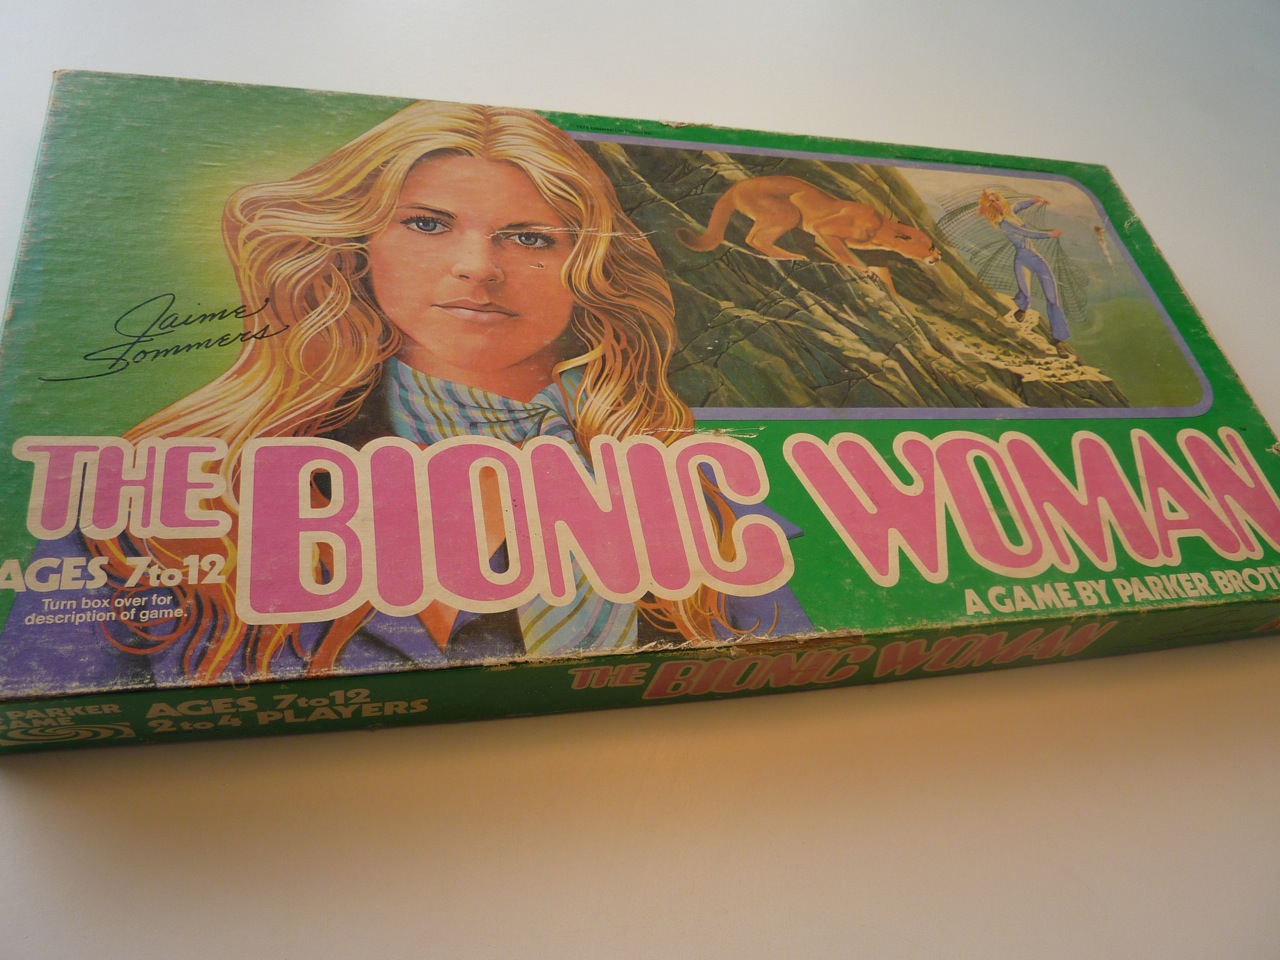 Jaime
Sommers
THE BIONIC WOMAN
AGES 7 to 12
Turn box over for
description of game.
A GAME BY PARKER BROT
PARKER
GAME
AGES 7 to 12
2 to 4 PLAYERS
THE BIONIC WOMAN